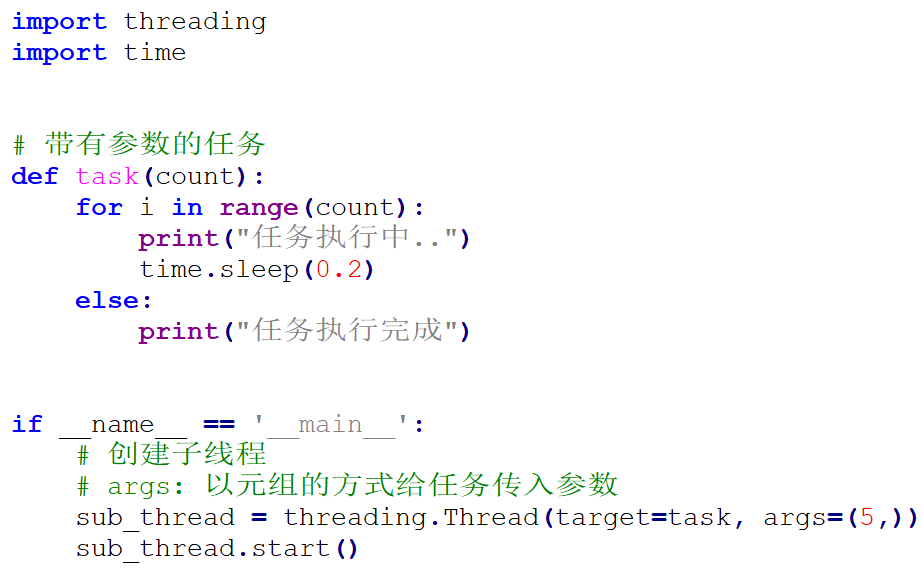 import threading
import time
# 带有参数的任务
def task(count):
    for i in range(count):
        print("任务执行中..")
        time.sleep(0.2)
    else:
        print("任务执行完成")
if __name__ == '__main__':
    # 创建子线程
    # args: 以元组的方式给任务传入参数
    sub_thread = threading.Thread(target=task, args=(5,))
    sub_thread.start()